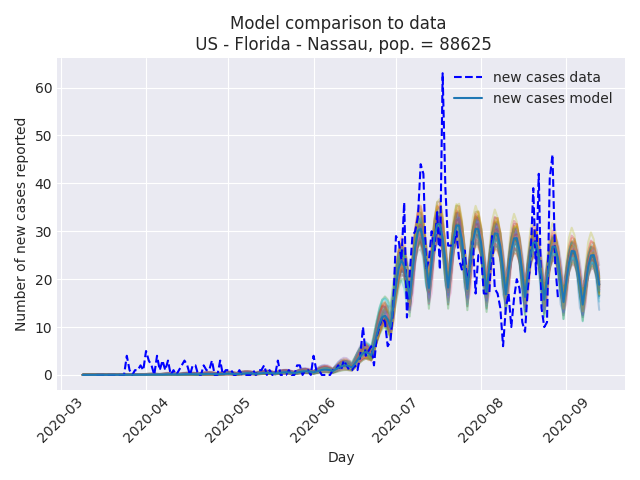 Model comparison to data
US - Florida - Nassau, pop. = 88625
new cases data
new cases model
Number of new cases reported
60
50
40
30
20
10
0
2020-03
2020-04
2020-05
2020-06
2020-07
2020-08
2020-09
Day